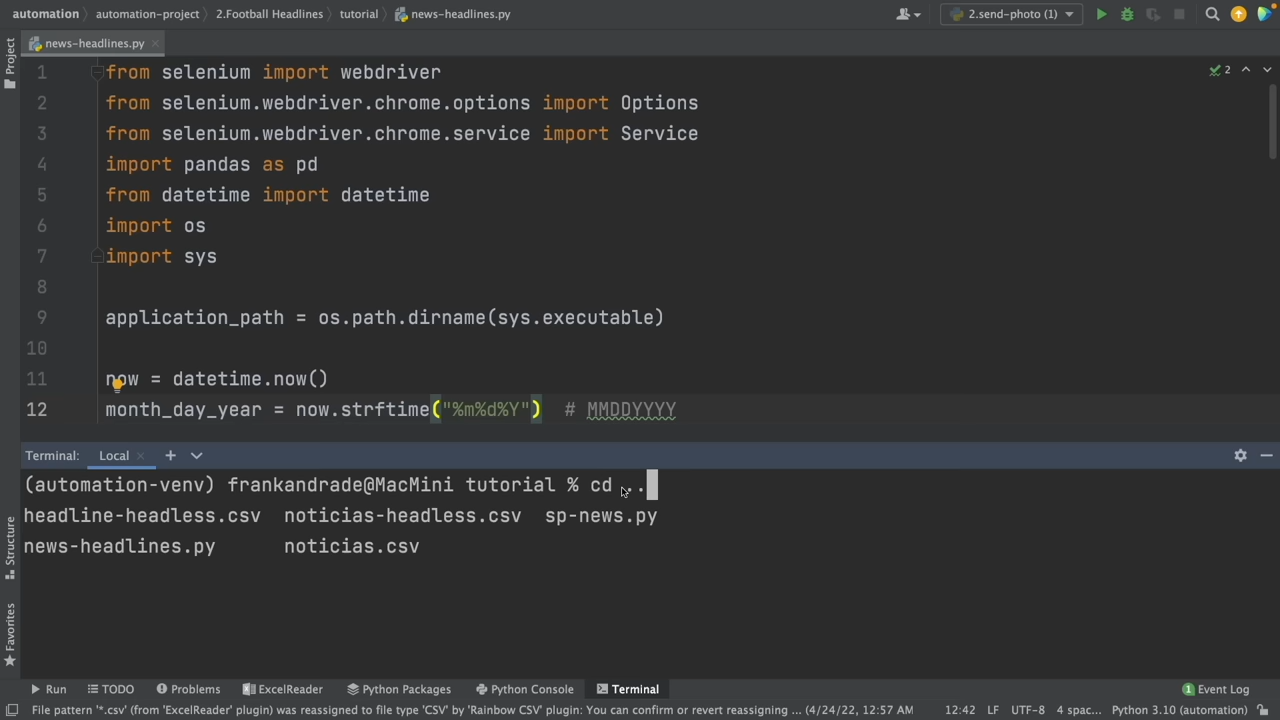 automation automation-project 2.Football Headlines tutorial news-headlines.py 2.send-photo (1)
Project
news-headlines.py
1 from selenium import webdriver
2
2 from selenium.webdriver.chrome.options import Options
3 from selenium.webdriver.chrome.service import Service
4 import pandas as pd
5 from datetime import datetime
6 import os
7 import sys
8
9 application_path = os.path.dirname(sys.executable)
10
11 now = datetime.now()
12 month_day_year = now.strftime("%m%d%Y") # MMDDYYYY
Terminal: Local
(automation-venv) frankandrade@MacMini tutorial % cd ..
headline-headless.csv noticias-headless.csv sp-news.py
news-headlines.py noticias.csv
Structure
Favorites
Run TODO Problems ExcelReader Python Packages Python Console Terminal 1 Event Log
File pattern '*.csv' (from 'ExcelReader' plugin) was reassigned to file type 'CSV' by 'Rainbow CSV' plugin: You can confirm or revert reassigning ... (4/24/22, 12:57 AM 12:42 LF UTF-8 4 spac... Python 3.10 (automation)